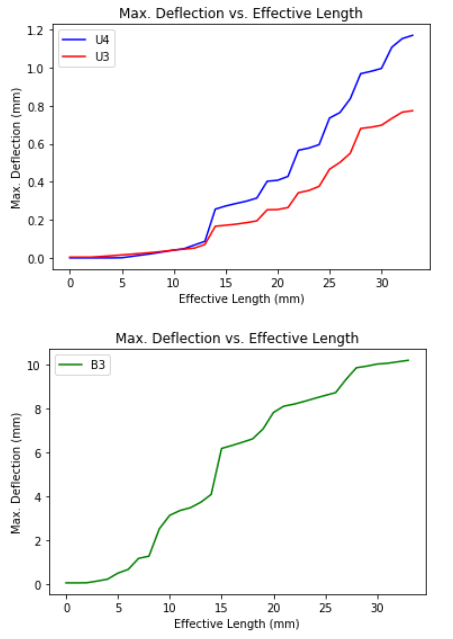 Max. Deflection vs. Effective Length
U4
U3
1.2
1.0
0.8
0.6
0.4
0.2
0.0
Max. Deflection (mm)
0 5 10 15 20 25 30
Effective Length (mm)
Max. Deflection vs. Effective Length
B3
10
8
6
4
2
0
Max. Deflection (mm)
0 5 10 15 20 25 30
Effective Length (mm)